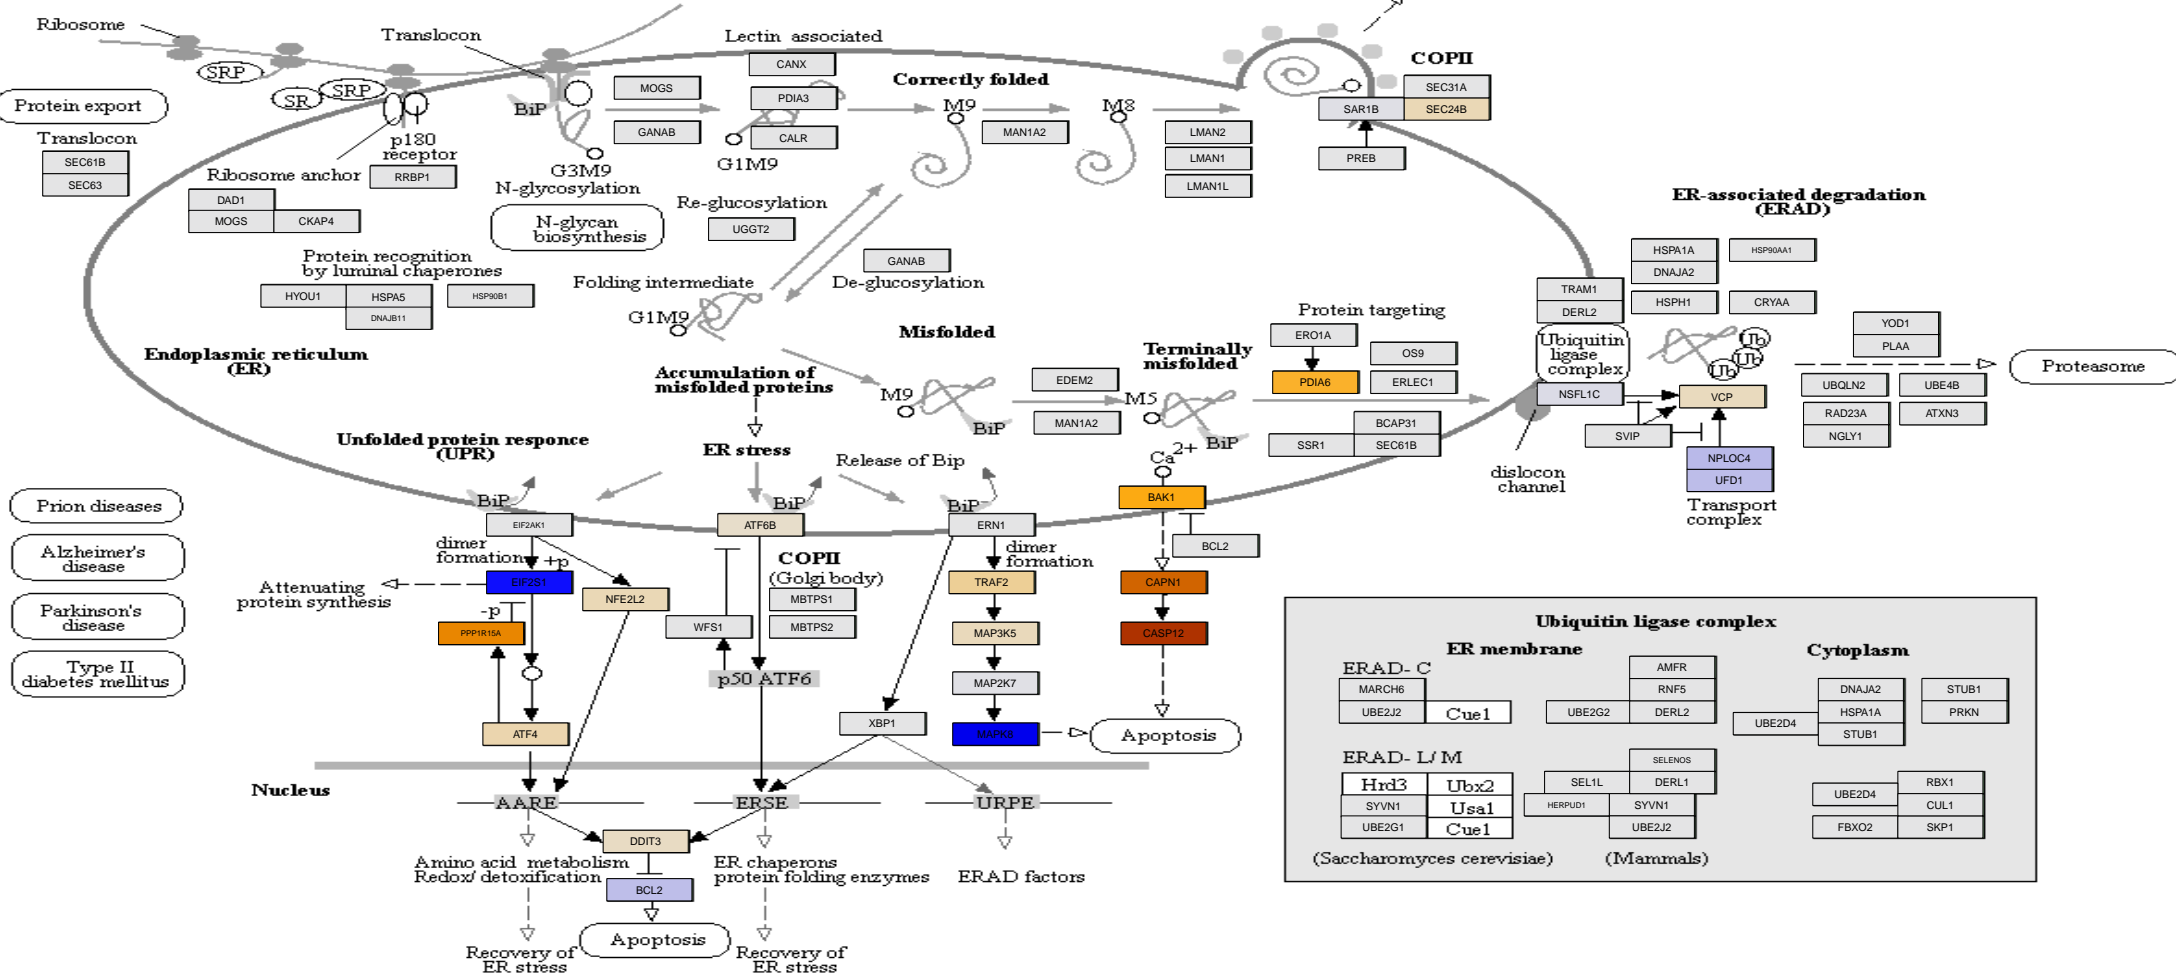 Ribosome
Translocon
Lectin associated
CANX
COPII
SEC31A
SRP
SRP
SR
BiP
MOGS
PDIA3
Correctly folded
M9
M8
SAR1B
SEC24B
Protein export
Translocon
SEC61B
SEC63
p180
receptor
RRBP1
Ribosome anchor
DAD1
MOGS
CKAP4
GANAB
CALR
G1M9
G3M9
N-glycosylation
N-glycan
biosynthesis
MAN1A2
LMAN2
LMAN1
LMAN1L
PREB
Re-glucosylation
UGGT2
GANAB
De-glucosylation
ER-associated degradation
(ERAD)
HSPA1A
HSP90AA1
DNAJA2
HSPH1
CRYAA
TRAM1
DERL2
Protein recognition
by luminal chaperones
HYOU1
HSPA5
HSP90B1
DNAJB11
Folding intermediate
G1M9
Misfolded
Protein targeting
ERO1A
OS9
PDIA6
ERLEC1
Terminally
misfolded
Ubiquitin
ligase
complex
Ub
Ub
Ub
YOD1
PLAA
Proteasome
Endoplasmic reticulum
(ER)
Accumulation of
misfolded proteins
M9
BiP
EDEM2
MAN1A2
M5
BiP
NSFL1C
VCP
UBQLN2
UBE4B
RAD23A
ATXN3
NGLY1
SVIP
BCAP31
SSR1
SEC61B
NPLOC4
UFD1
Transport
complex
dislocon
channel
Unfolded protein responce
(UPR)
ER stress
Release of Bip
Ca2+
BAK1
BCL2
BiP
BiP
BiP
EIF2AK1
ATF6B
ERN1
Prion diseases
Alzheimer's
disease
Parkinson's
disease
Type II
diabetes mellitus
dimer
formation
+p
EIF2S1
Attenuating
protein synthesis
-p
PPP1R15A
NFE2L2
ATF4
COPII
(Golgi body)
MBTPS1
MBTPS2
WFS1
p50 ATF6
dimer
formation
TRAF2
MAP3K5
MAP2K7
MAPK8
XBP1
CAPN1
CASP12
Apoptosis
Nucleus
AARE
ERSE
URPE
DDIT3
BCL2
Amino acid metabolism
Redox/ detoxification
ER chaperons
protein folding enzymes
ERAD factors
Apoptosis
Recovery of
ER stress
Recovery of
ER stress
Ubiquitin ligase complex
ER membrane
Cytoplasm
ERAD- C
MARCH6
UBE2J2
Cue1
AMFR
RNF5
UBE2G2
DERL2
DNAJA2
HSPA1A
UBE2D4
STUB1
STUB1
PRKN
ERAD- L/ M
Hrd3
Ubx2
SYVN1
Usa1
UBE2G1
Cue1
SELENOS
SEL1L
DERL1
HERPUD1
SYVN1
UBE2J2
UBE2D4
RBX1
CUL1
FBXO2
SKP1
(Saccharomyces cerevisiae)
(Mammals)